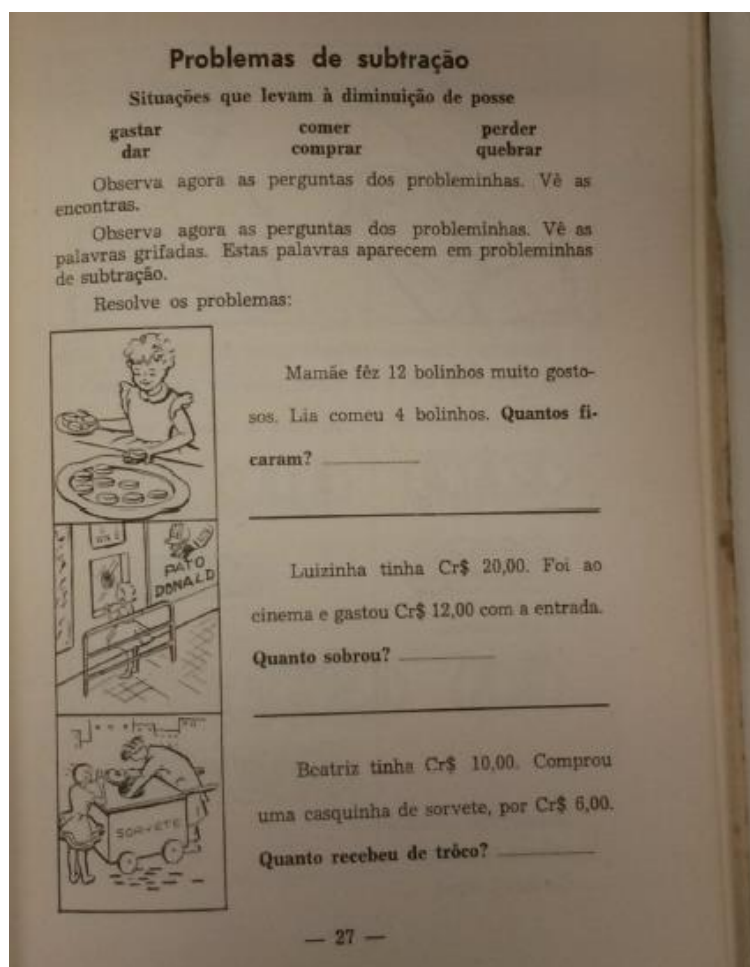 Problemas de subtração
Situações que levam à diminuição de posse
gastar comer perder
dar comprar quebrar
Observa agora as perguntas dos probleminhas. Vê as
encontras.
Observa agora as perguntas dos probleminhas. Vê as
palavras grifadas. Estas palavras aparecem em probleminhas
de subtração.
Resolve os problemas:
Mamãe fêz 12 bolinhos muito gosto-
sos. Lia comeu 4 bolinhos. Quantos fi-
caram?
PATO
DONALD
Luizinha tinha Cr$ 20,00. Foi ao
cinema e gastou Cr$ 12,00 com a entrada.
Quanto sobrou?
SORVETE
Beatriz tinha Cr$ 10,00. Comprou
uma casquinha de sorvete, por Cr$ 6,00.
Quanto recebeu de trôco?
— 27 —